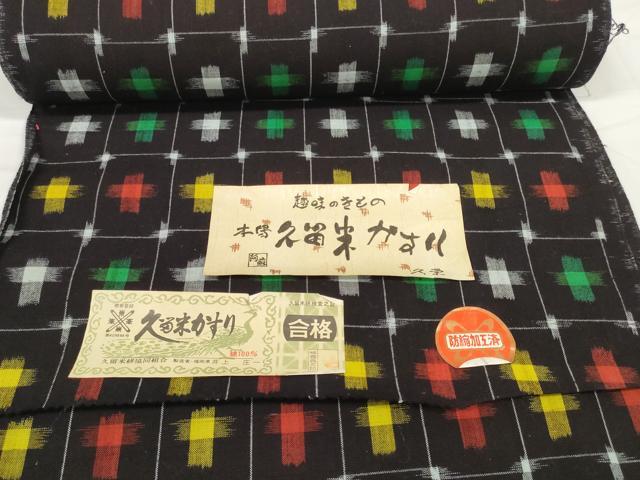 趣味のきもの
本場久留米かすり
久留米かすり
合格
綿100%
久留米絣協同組合
防縮加工済